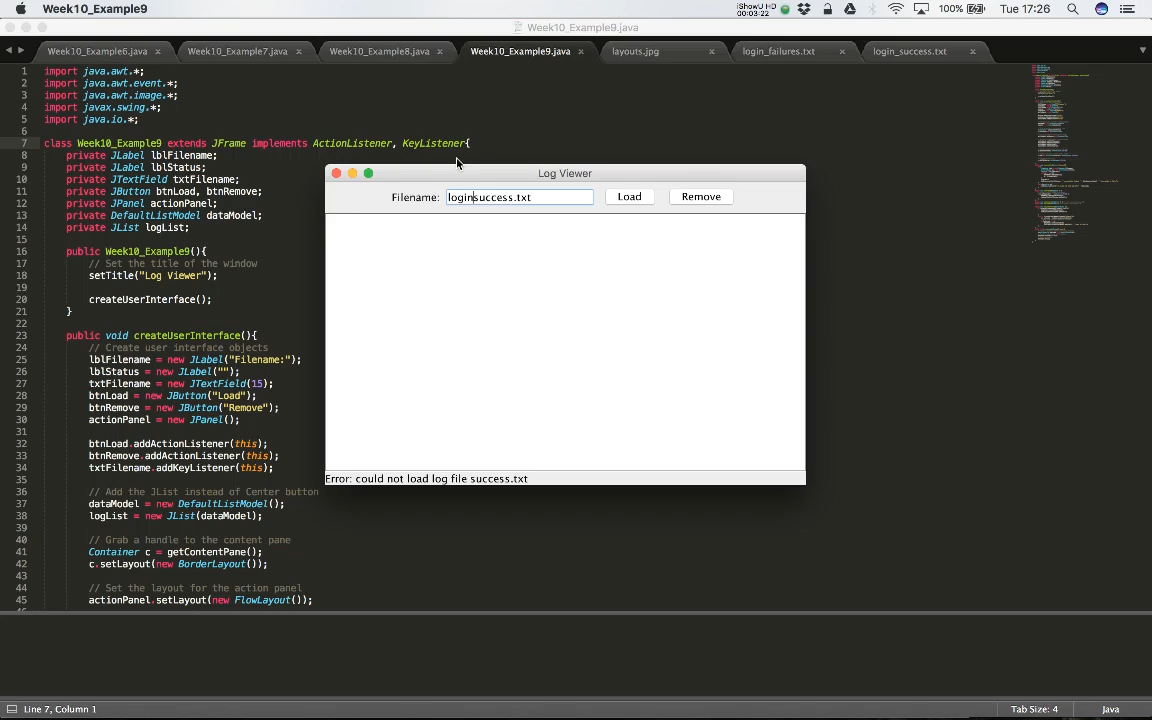 Week10_Example9
iShowU HD
00:03:22
100%
Tue 17:26
Week10_Example9.java
Week10_Example6.java
Week10_Example7.java
Week10_Example8.java
Week10_Example9.java
layouts.jpg
login_failures.txt
login_success.txt
1 import java.awt.*;
2 import java.awt.event.*;
3 import java.awt.image.*;
4 import javax.swing.*;
5 import java.io.*;
6
7 class Week10_Example9 extends JFrame implements ActionListener, KeyListener{
8 private JLabel lblFilename;
9 private JLabel lblStatus;
10 private JTextField txtFilename;
11 private JButton btnLoad, btnRemove;
12 private JPanel actionPanel;
13 private DefaultListModel dataModel;
14 private JList logList;
15
16 public Week10_Example9(){
17 // Set the title of the window
18 setTitle("Log Viewer");
19
20 createUserInterface();
21 }
22
23 public void createUserInterface(){
24 // Create user interface objects
25 lblFilename = new JLabel("Filename:");
26 lblStatus = new JLabel("");
27 txtFilename = new JTextField(15);
28 btnLoad = new JButton("Load");
29 btnRemove = new JButton("Remove");
30 actionPanel = new JPanel();
31
32 btnLoad.addActionListener(this);
33 btnRemove.addActionListener(this);
34 txtFilename.addKeyListener(this);
35
36 // Add the JList instead of Center button
37 dataModel = new DefaultListModel();
38 logList = new JList(dataModel);
39
40 // Grab a handle to the content pane
41 Container c = getContentPane();
42 c.setLayout(new BorderLayout());
43
44 // Set the layout for the action panel
45 actionPanel.setLayout(new FlowLayout());
Log Viewer
Filename: loginsuccess.txt Load Remove
Error: could not load log file success.txt
Line 7, Column 1
Tab Size: 4
Java